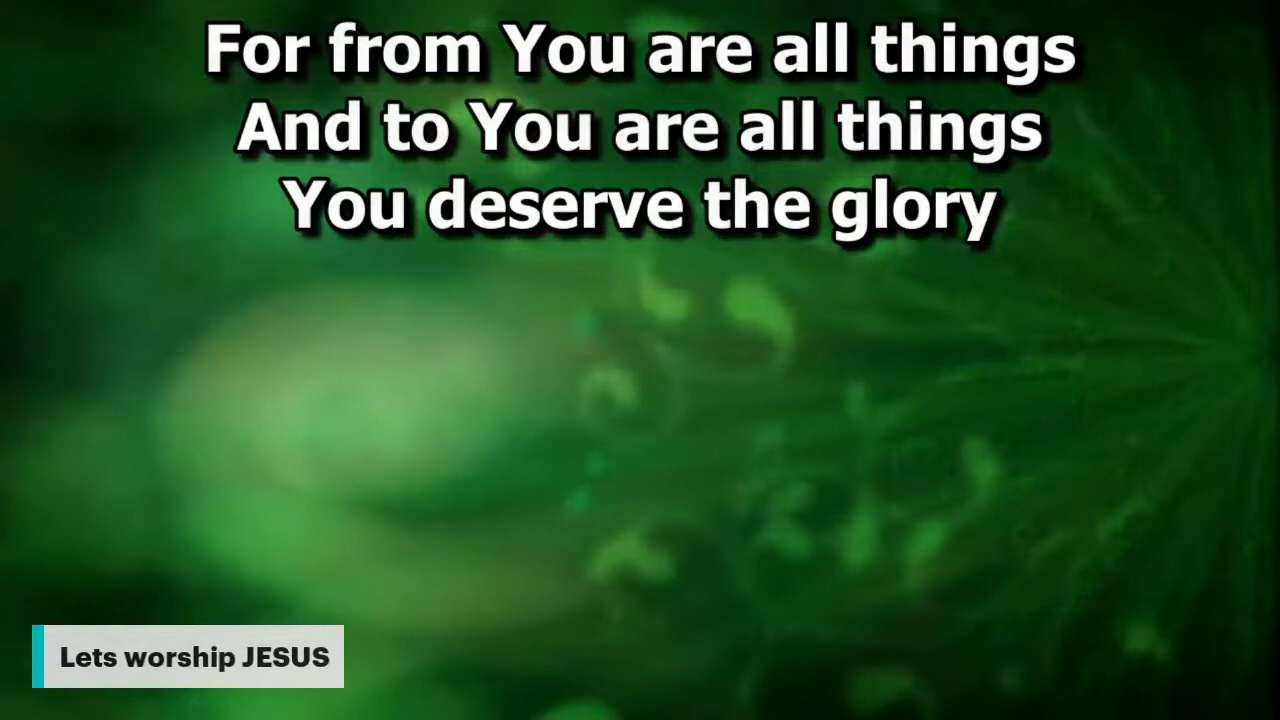 For from You are all things
And to You are all things
You deserve the glory
Lets worship JESUS